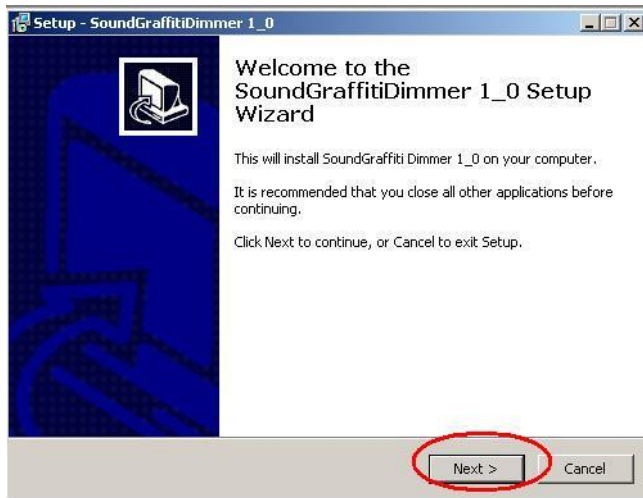 Setup - SoundGraffitiDimmer 1_0
Welcome to the
SoundGraffitiDimmer 1_0 Setup
Wizard
This will install SoundGraffiti Dimmer 1_0 on your computer.
It is recommended that you close all other applications before
continuing.
Click Next to continue, or Cancel to exit Setup.
Next >
Cancel